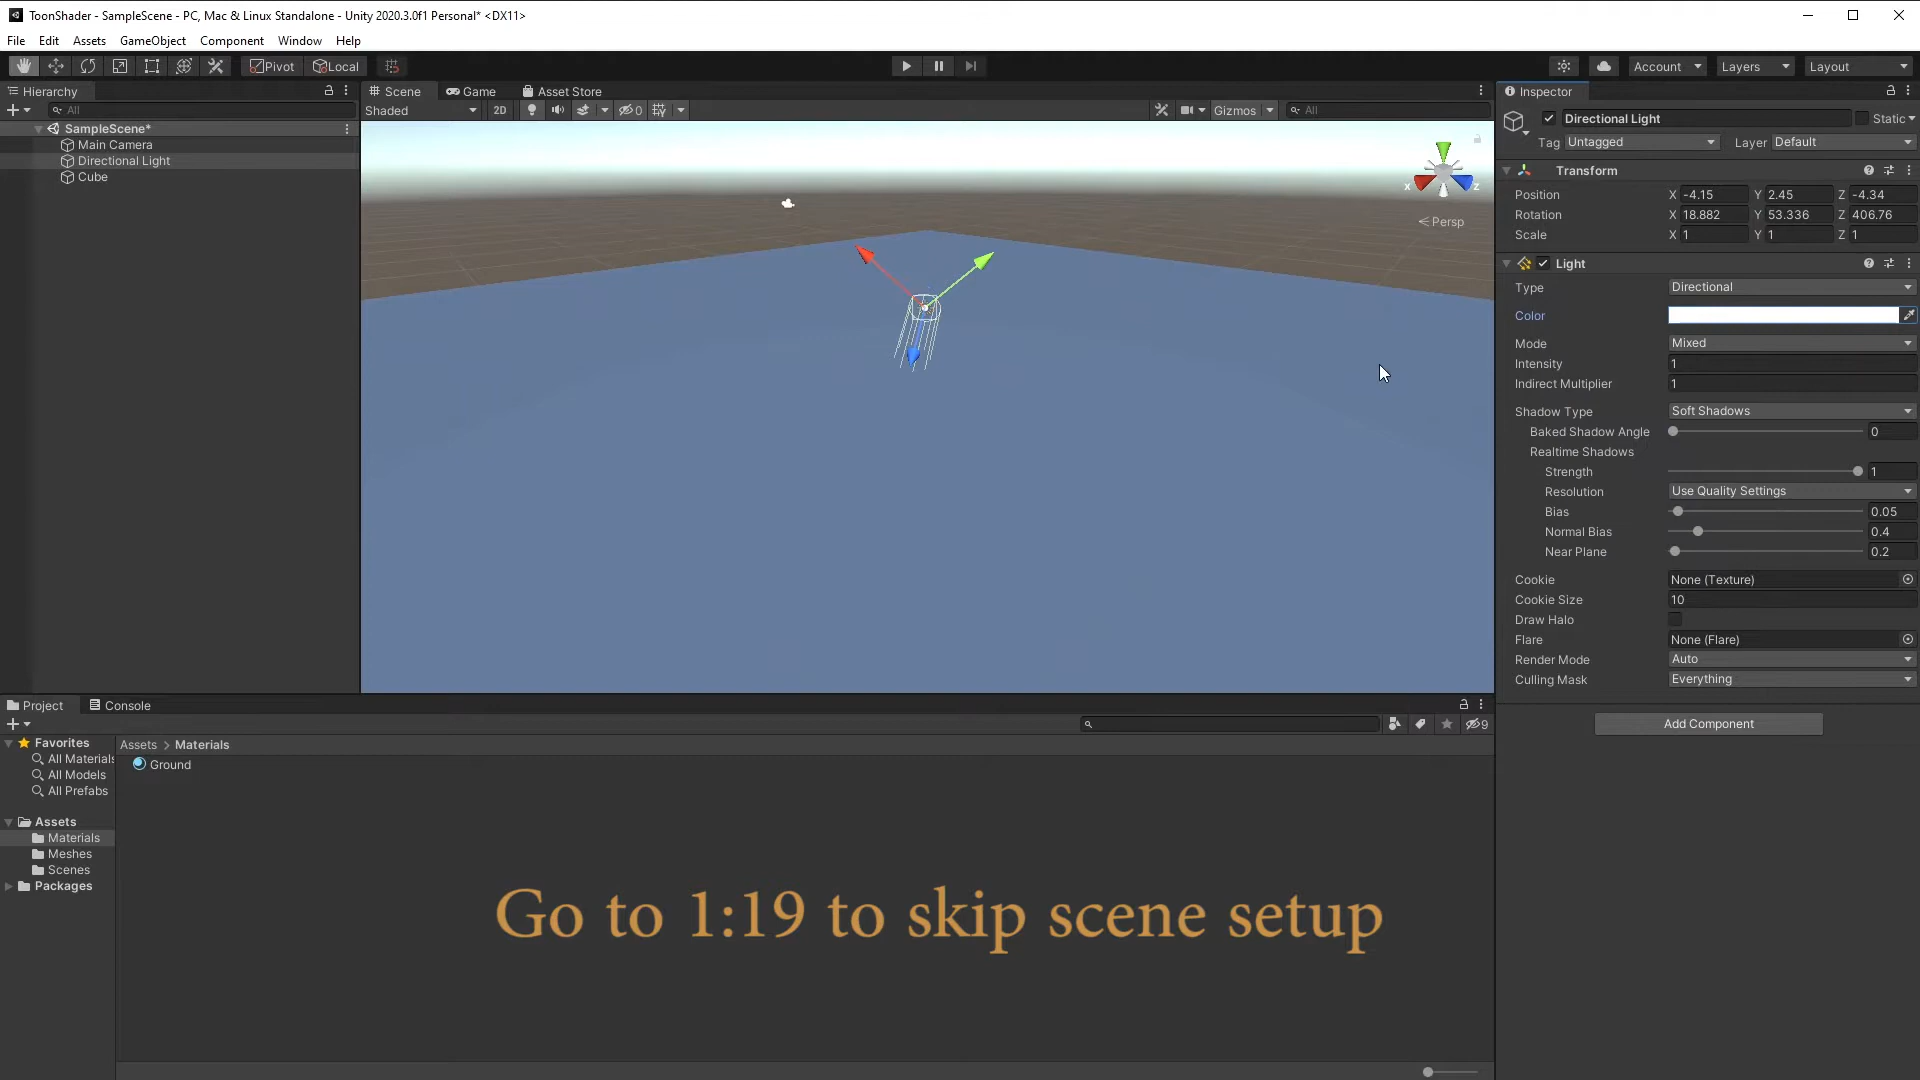 ToonShader - SampleScene - PC, Mac & Linux Standalone - Unity 2020.3.0f1 Personal* <DX11>
File Edit Assets GameObject Component Window Help
Pivot Local Account Layers Layout
Hierarchy
All
SampleScene*
Main Camera
Directional Light
Cube
Scene Game Asset Store
Shaded 2D 0 Gizmos All
x z
< Persp
Inspector
Directional Light Static
Tag Untagged Layer Default
Transform
Position X -4.15 Y 2.45 Z -4.34
Rotation X 18.882 Y 53.336 Z 406.76
Scale X 1 Y 1 Z 1
Light
Type Directional
Color
Mode Mixed
Intensity 1
Indirect Multiplier 1
Shadow Type Soft Shadows
Baked Shadow Angle 0
Realtime Shadows
Strength 1
Resolution Use Quality Settings
Bias 0.05
Normal Bias 0.4
Near Plane 0.2
Cookie None (Texture)
Cookie Size 10
Draw Halo
Flare None (Flare)
Render Mode Auto
Culling Mask Everything
Add Component
Project Console
9
Favorites
All Materials
All Models
All Prefabs
Assets
Materials
Meshes
Scenes
Packages
Assets > Materials
Ground
Go to 1:19 to skip scene setup